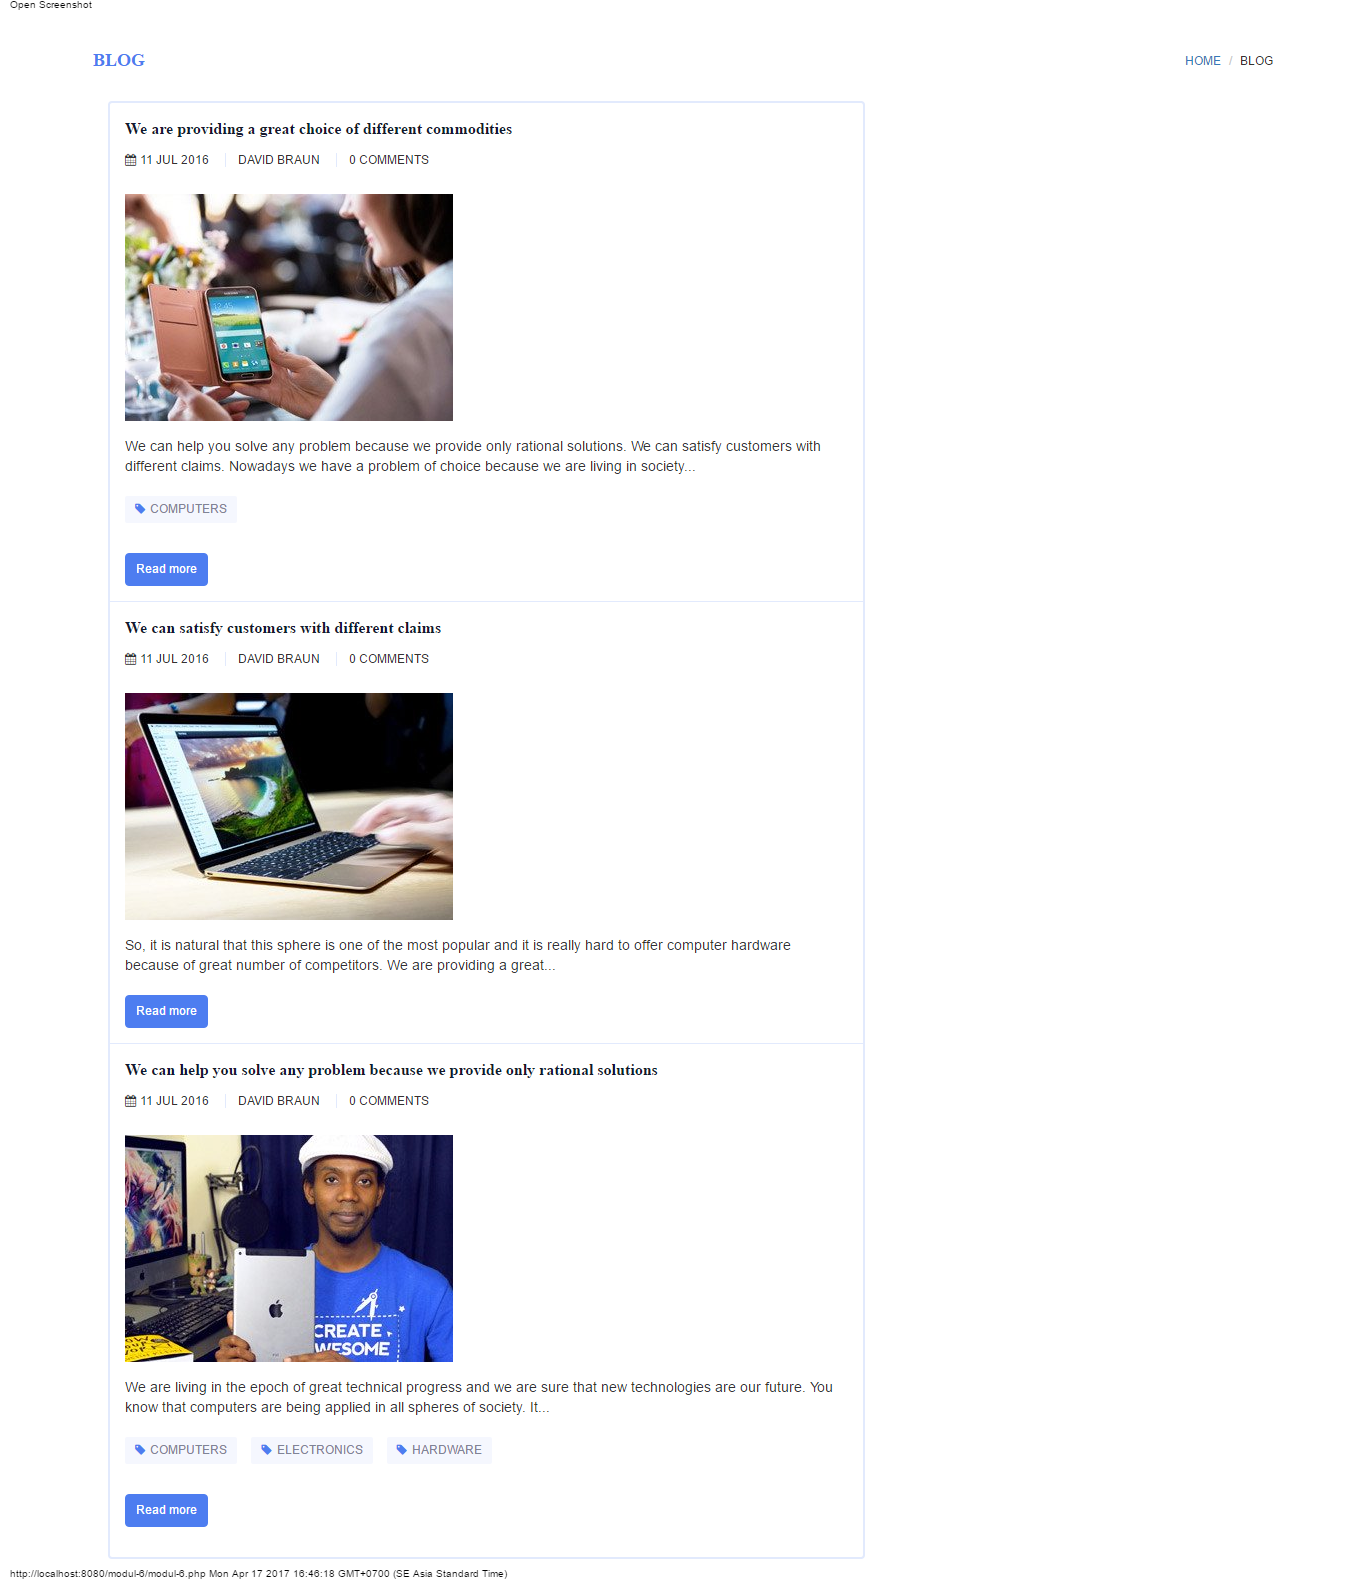 Open Screenshot
BLOG
HOME / BLOG
We are providing a great choice of different commodities
11 JUL 2016 DAVID BRAUN 0 COMMENTS
12:45
We can help you solve any problem because we provide only rational solutions. We can satisfy customers with
different claims. Nowadays we have a problem of choice because we are living in society...
COMPUTERS
Read more
We can satisfy customers with different claims
11 JUL 2016 DAVID BRAUN 0 COMMENTS
So, it is natural that this sphere is one of the most popular and it is really hard to offer computer hardware
because of great number of competitors. We are providing a great...
Read more
We can help you solve any problem because we provide only rational solutions
11 JUL 2016 DAVID BRAUN 0 COMMENTS
CREATE
WESOME
We are living in the epoch of great technical progress and we are sure that new technologies are our future. You
know that computers are being applied in all spheres of society. It...
COMPUTERS ELECTRONICS HARDWARE
Read more
http://localhost:8080/modul-6/modul-6.php Mon Apr 17 2017 16:46:18 GMT+0700 (SE Asia Standard Time)